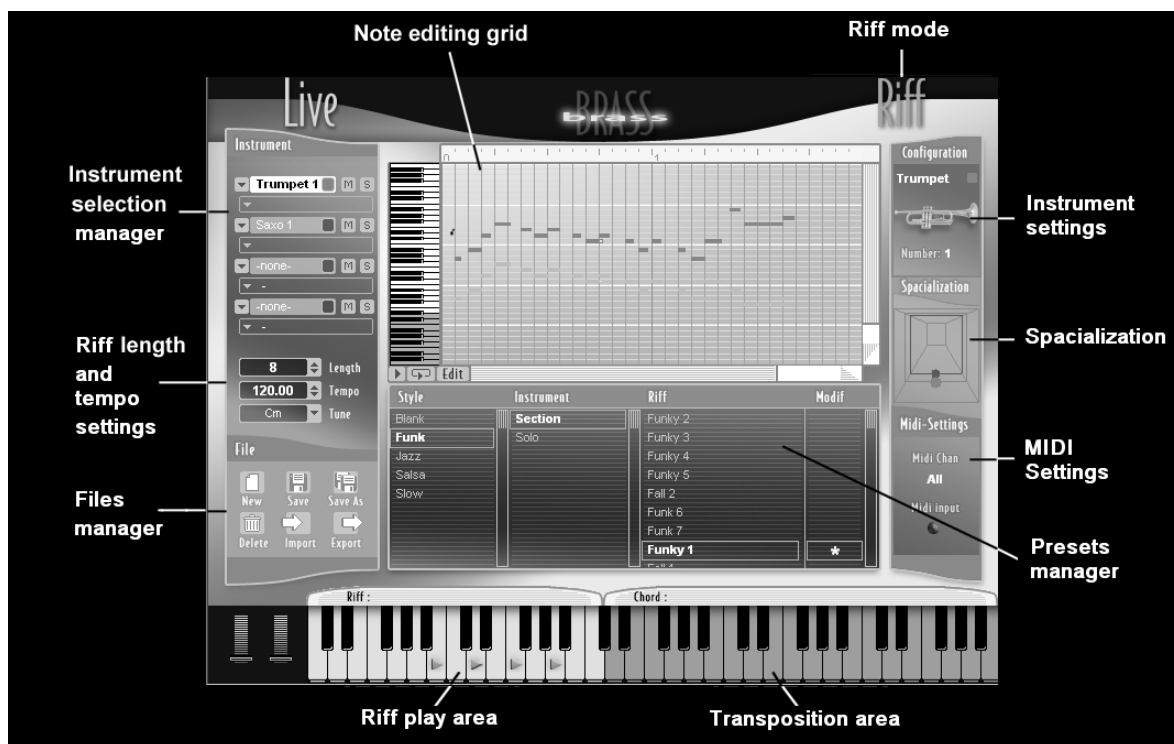 Note editing grid
Riff mode
Live
BRASS
brass
Riff
Instrument
Trumpet 1 M S
Saxo 1 M S
-none- M S
-
-none- M S
-
8 Length
120.00 Tempo
Cm Tune
File
New Save Save As
Delete Import Export
0 1
Edit
Style Instrument Riff Modif
Blank Section Funky 2
Funk Solo Funky 3
Jazz Funky 4
Salsa Funky 5
Slow Fall 2
Funk 6
Funk 7
Funky 1 *
Configuration
Trumpet
Number: 1
Spacialization
Midi-Settings
Midi Chan
All
Midi input
Riff :
Chord :
Instrument
selection
manager
Riff length
and
tempo
settings
Files
manager
Instrument
settings
Spacialization
MIDI
Settings
Presets
manager
Riff play area
Transposition area